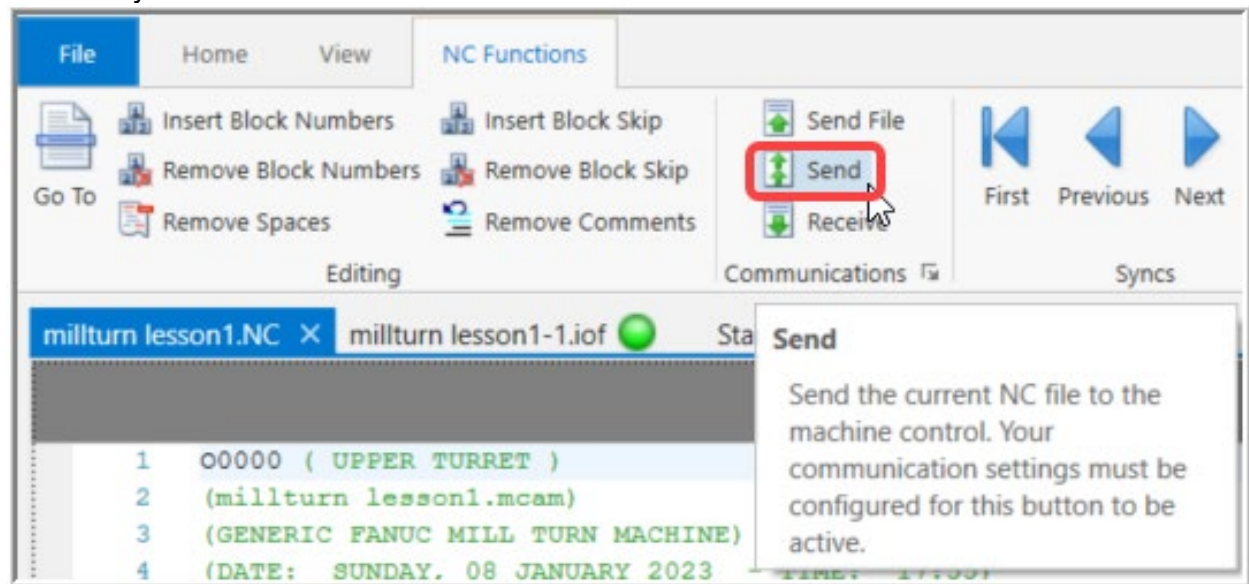 File Home View NC Functions
Insert Block Numbers Insert Block Skip Send File
Go To Remove Block Numbers Remove Block Skip Send First Previous Next
Remove Spaces Remove Comments Receive
Editing Communications Syncs
millturn lesson1.NC × millturn lesson1-1.iof Sta
Send
Send the current NC file to the
machine control. Your
communication settings must be
configured for this button to be
active.
1 O0000 ( UPPER TURRET )
2 (millturn lesson1.mcam)
3 (GENERIC FANUC MILL TURN MACHINE)
4 (DATE: SUNDAY, 08 JANUARY 2023 - TIME: